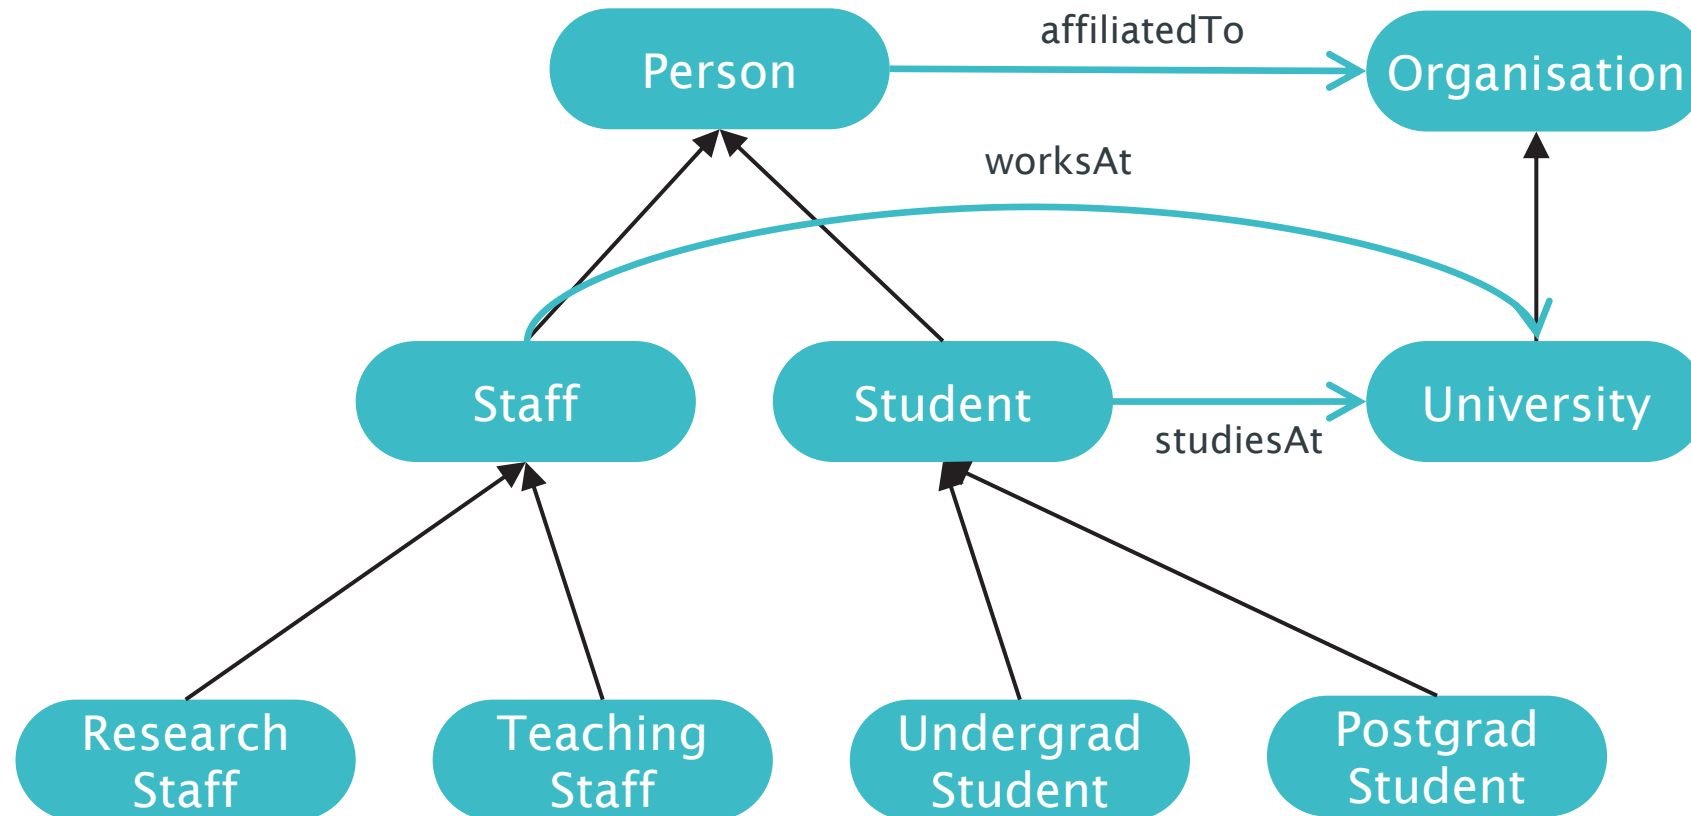 affiliatedTo
Person
Organisation
worksAt
Staff
Student
University
studiesAt
Research
Staff
Teaching
Staff
Undergrad
Student
Postgrad
Student